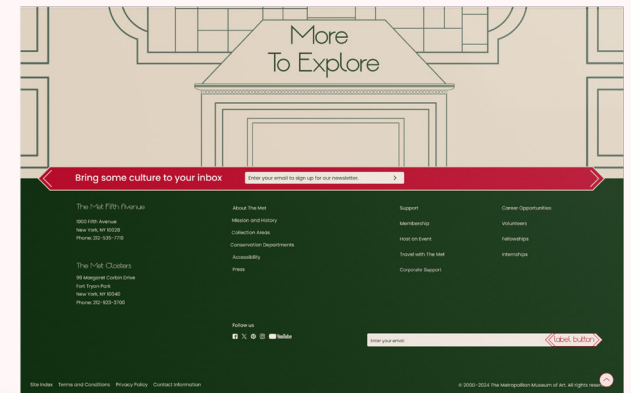 More
To Explore
Bring some culture to your inbox
Enter your email to sign up for our newsletter.
The Met Fifth Avenue
1000 Fifth Avenue
New York, NY 10028
Phone: 212-535-7710
The Met Cloisters
99 Margaret Corbin Drive
Fort Tryon Park
New York, NY 10040
Phone: 212-923-3700
About The Met
Mission and History
Collection Areas
Conservation Departments
Accessibility
Press
Support
Membership
Host an Event
Travel with The Met
Corporate Support
Career Opportunities
Volunteers
Fellowships
Internships
Follow us
YouTube
Enter your email
label button
Site Index Terms and Conditions Privacy Policy Contact Information
© 2000–2024 The Metropolitan Museum of Art. All rights reser